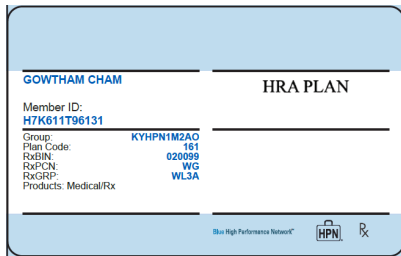 GOWTHAM CHAM
HRA PLAN
Member ID:
H7K611T96131
Group: KYHPN1M2AO
Plan Code: 161
RxBIN: 020099
RxPCN: WG
RxGRP: WL3A
Products: Medical/Rx
Blue High Performance Network℠
HPN
Rx